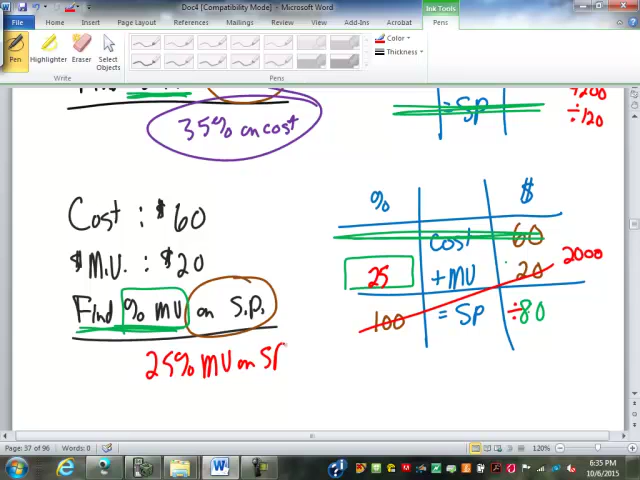 Doc4 [Compatibility Mode] - Microsoft Word
Ink Tools
File Home Insert Page Layout References Mailings Review View Add-Ins Acrobat Pens
Pen Highlighter Eraser Select Objects
Color
Thickness
Write Pens
= SP
÷120
35% on cost
Cost : $60
$M.U. : $20
Find % MU on S.P.
25% MU on SP
% $
Cost 60
25 +MU 20 2000
100 = SP ÷80
Page: 37 of 96 Words: 0 120%
6:35 PM
10/6/2015